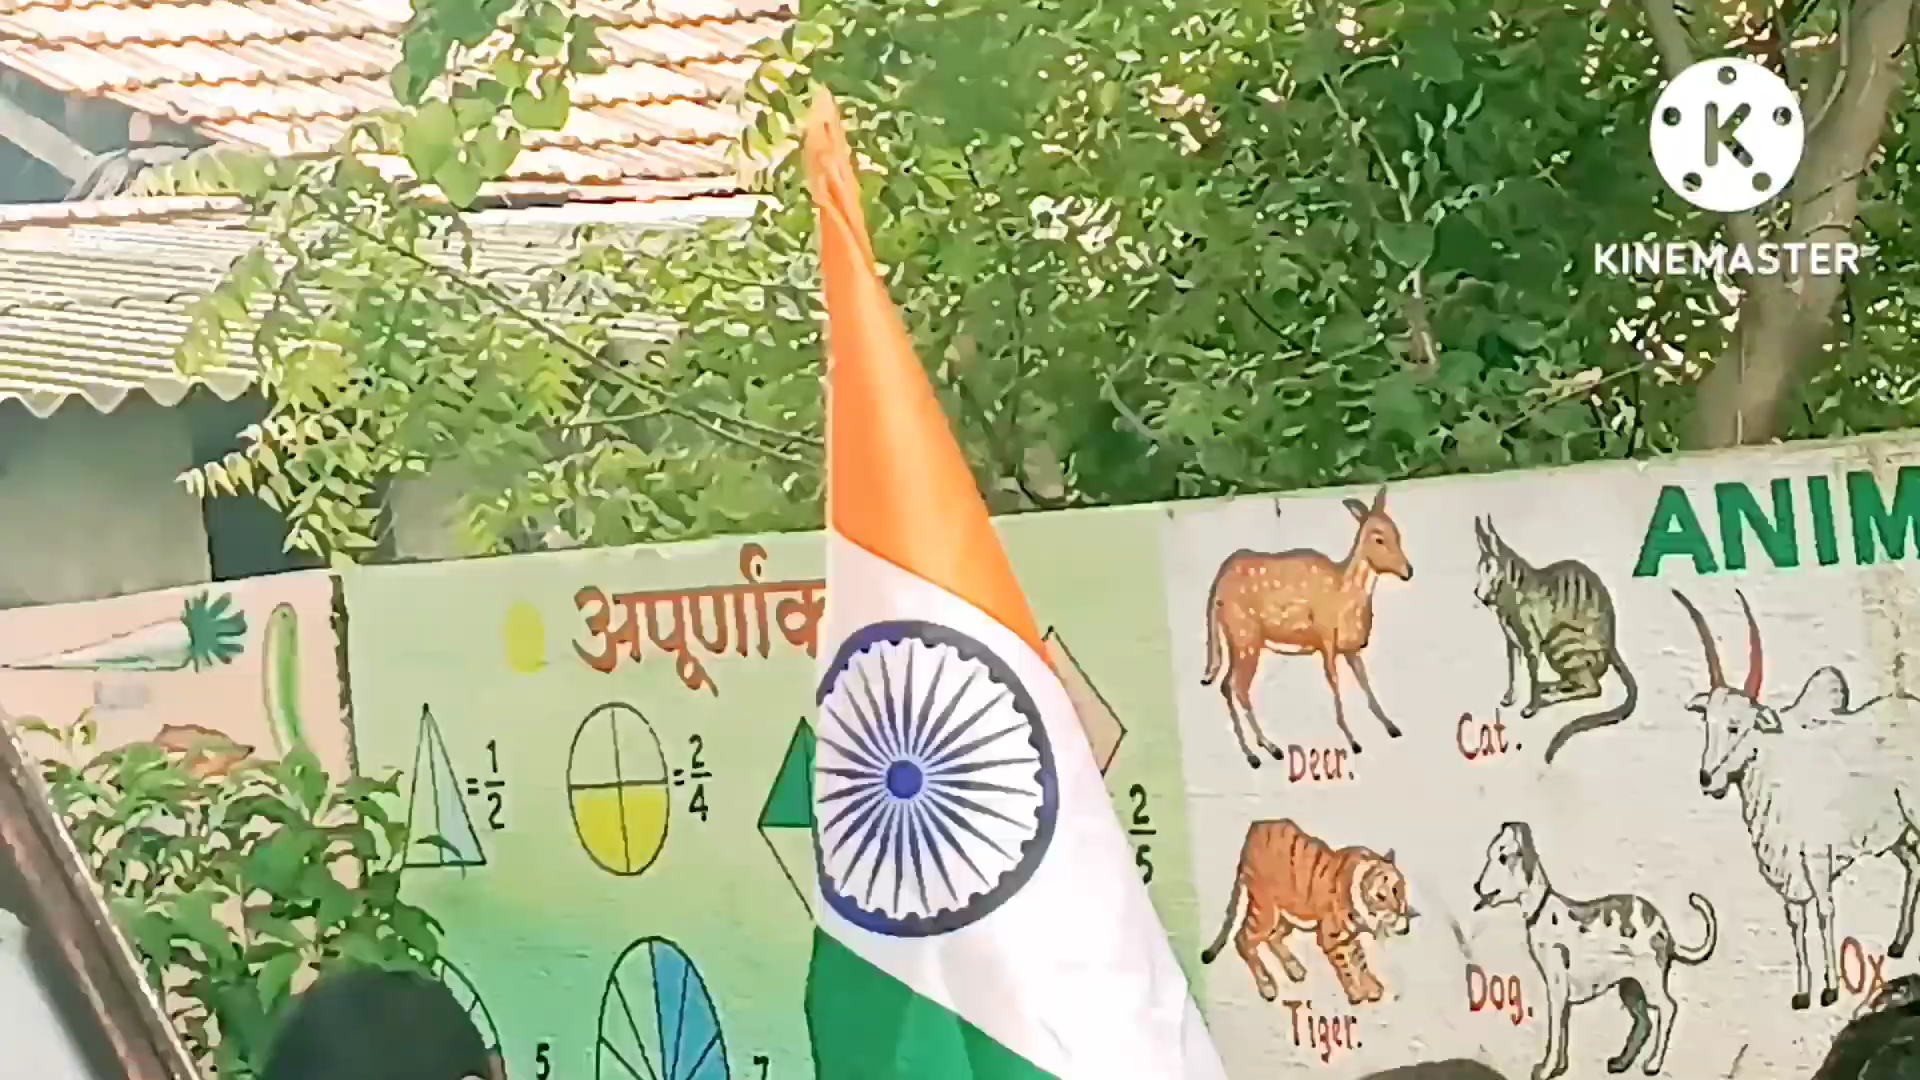 KINEMASTER
ANIM
अपूर्णांक
Deer.
Cat.
= 1/2
= 2/4
2/5
Tiger.
Dog.
Ox
5
7